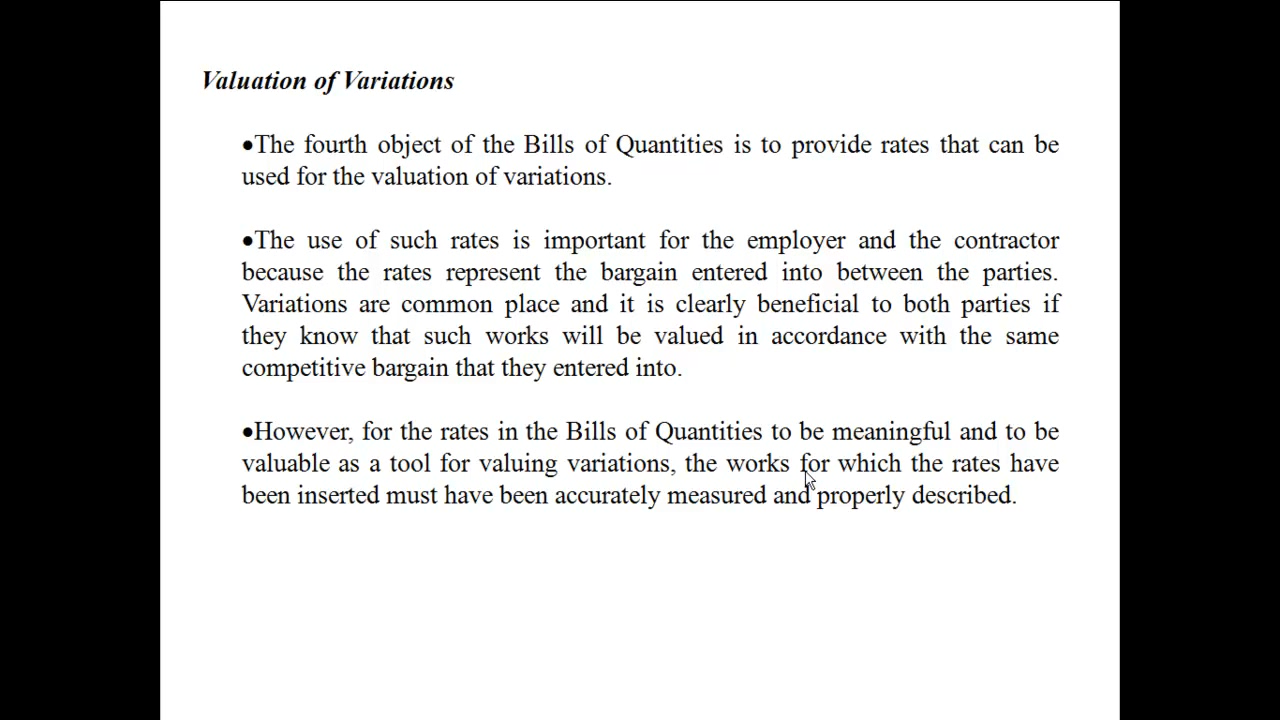 Valuation of Variations
•The fourth object of the Bills of Quantities is to provide rates that can be
used for the valuation of variations.
•The use of such rates is important for the employer and the contractor
because the rates represent the bargain entered into between the parties.
Variations are common place and it is clearly beneficial to both parties if
they know that such works will be valued in accordance with the same
competitive bargain that they entered into.
•However, for the rates in the Bills of Quantities to be meaningful and to be
valuable as a tool for valuing variations, the works for which the rates have
been inserted must have been accurately measured and properly described.